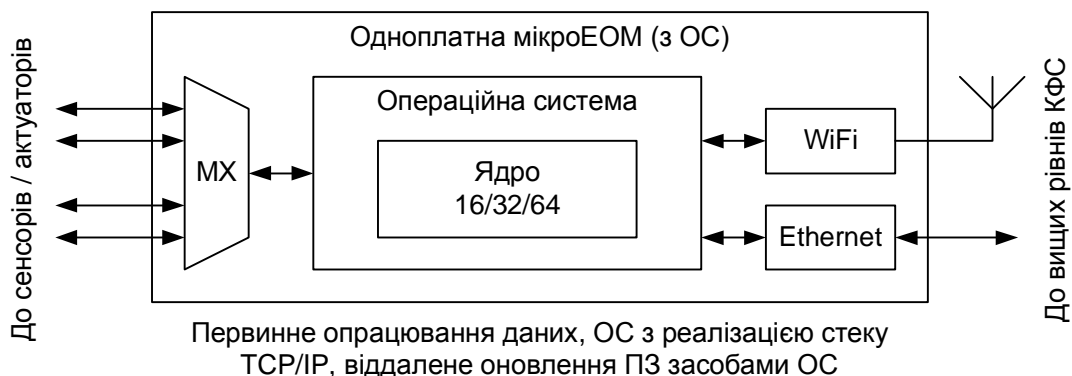 До сенсорів / актуаторів
Одноплатна мікроЕОМ (з ОС)
MX
Операційна система
Ядро
16/32/64
WiFi
Ethernet
До вищих рівнів КФС
Первинне опрацювання даних, ОС з реалізацією стеку
TCP/IP, віддалене оновлення ПЗ засобами ОС